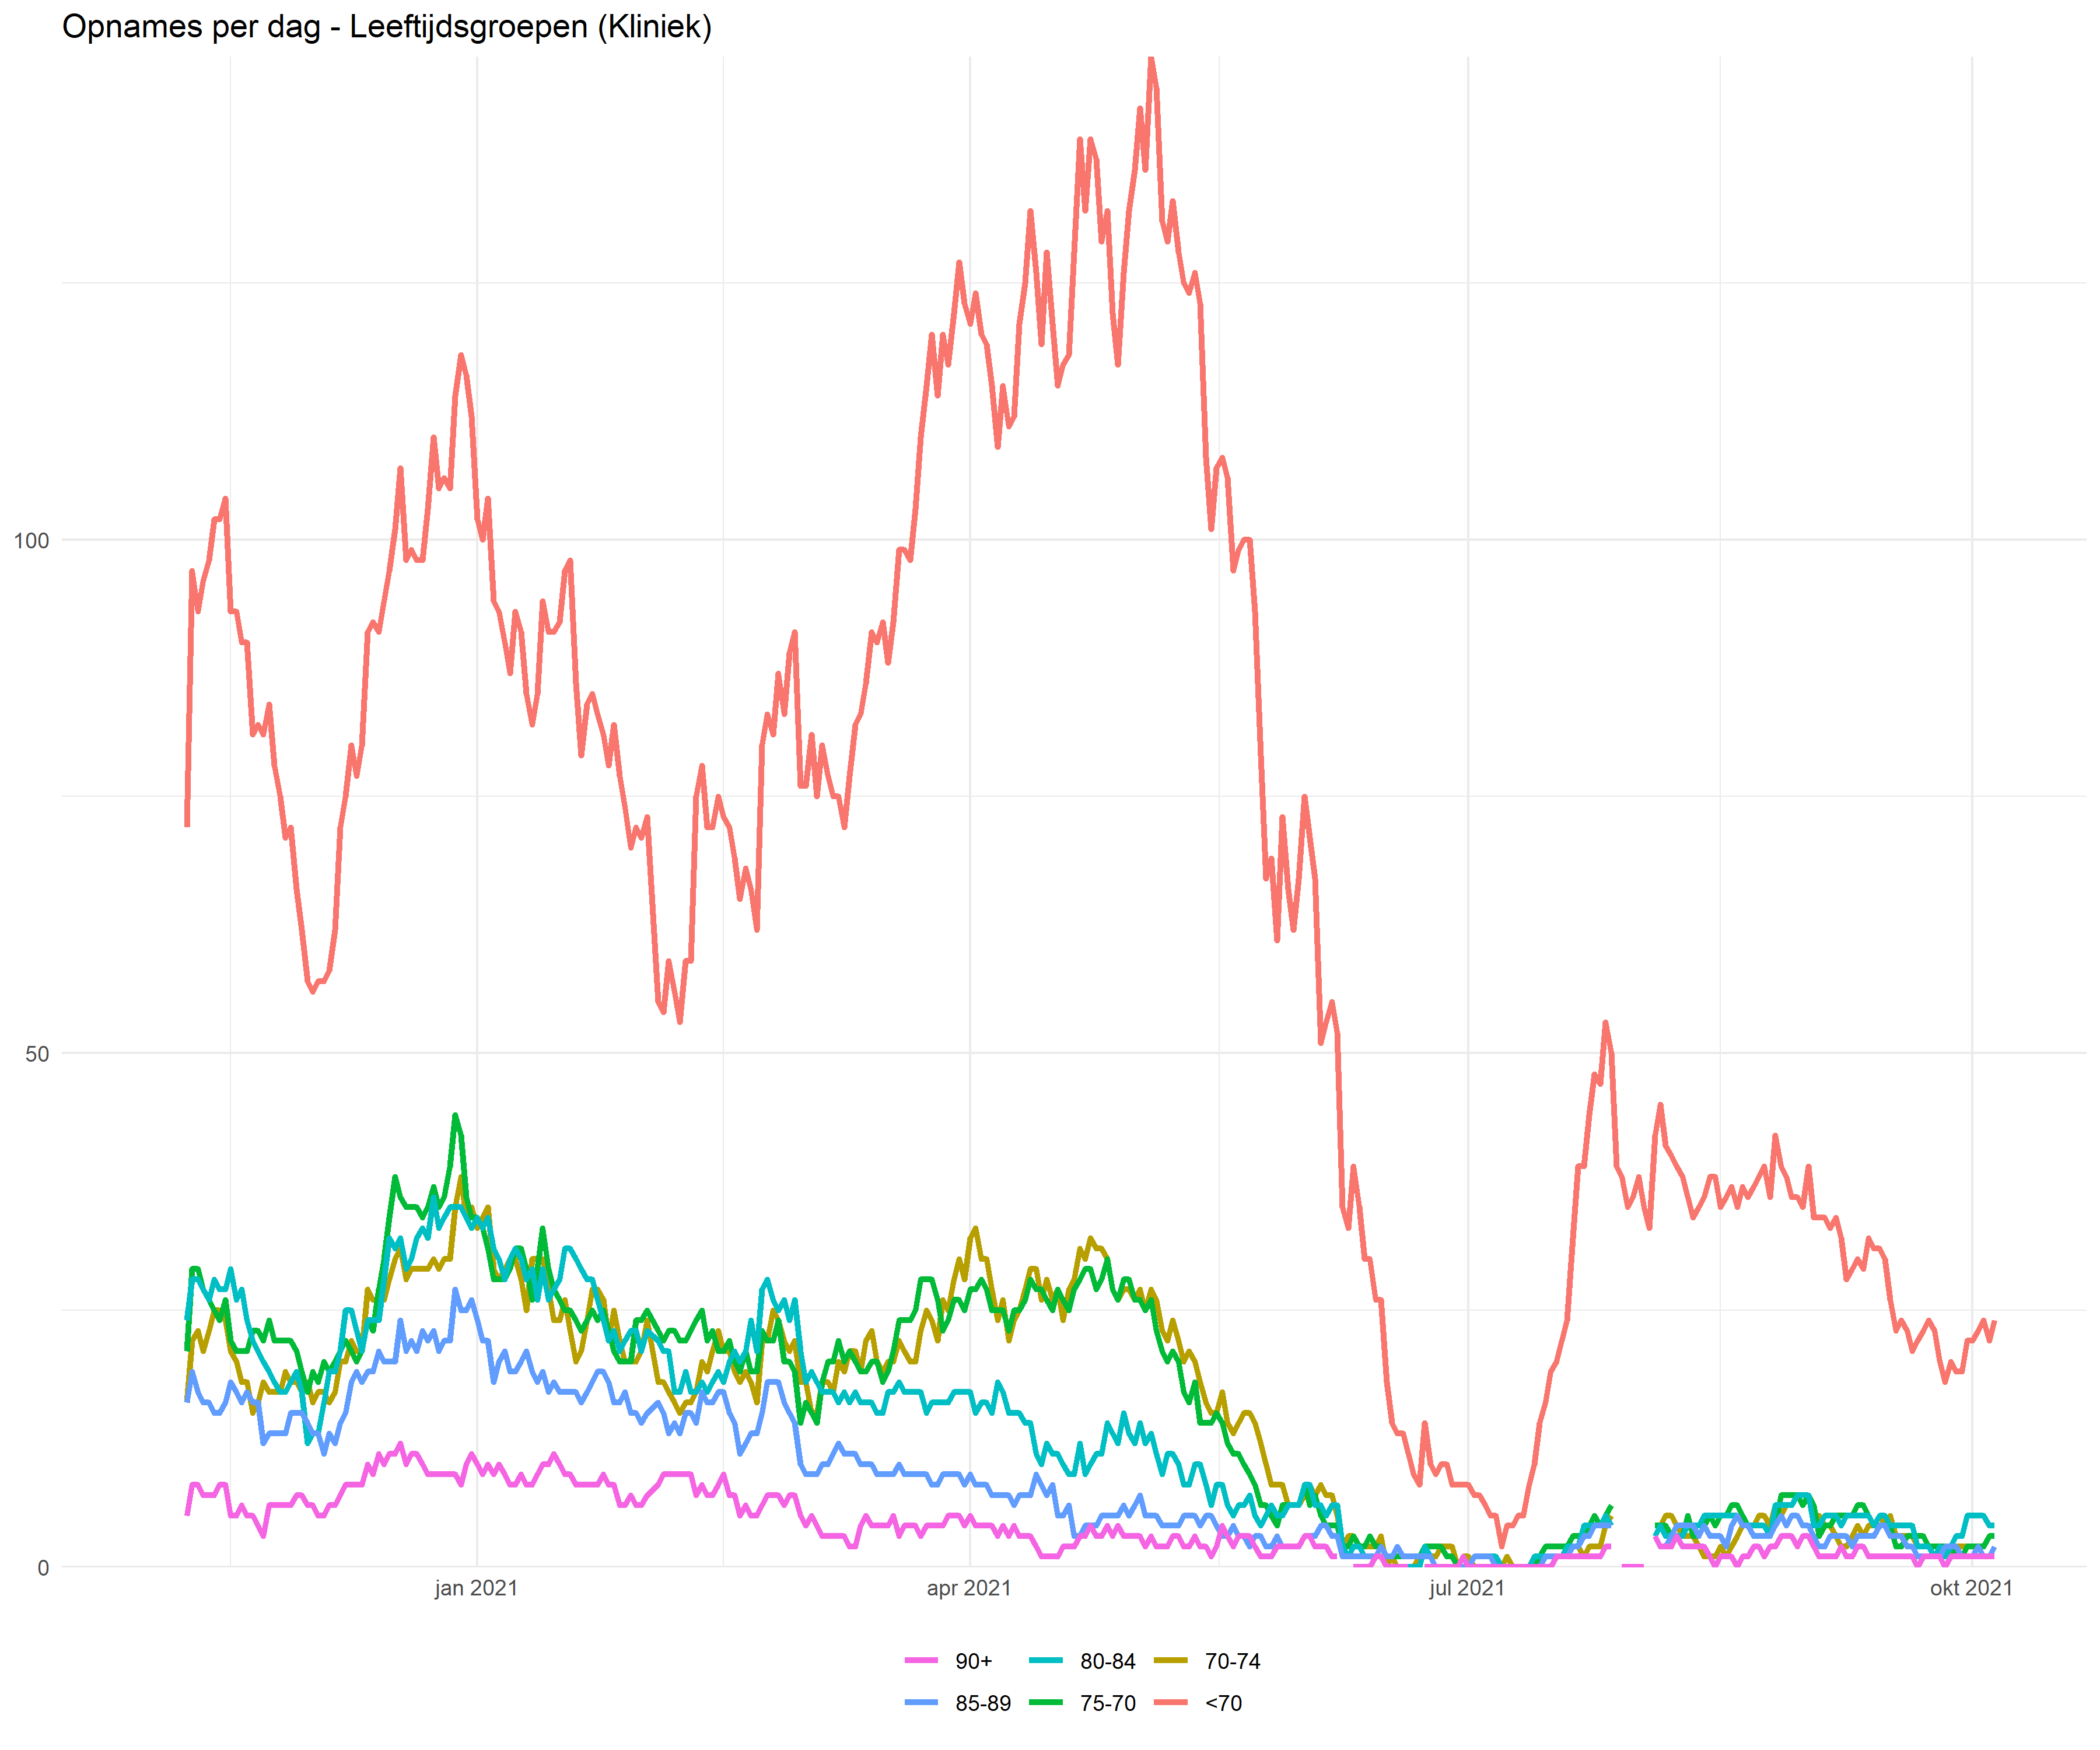 Opnames per dag - Leeftijdsgroepen (Kliniek)
100
50
0
jan 2021 apr 2021 jul 2021 okt 2021
90+ 80-84 70-74
85-89 75-70 <70